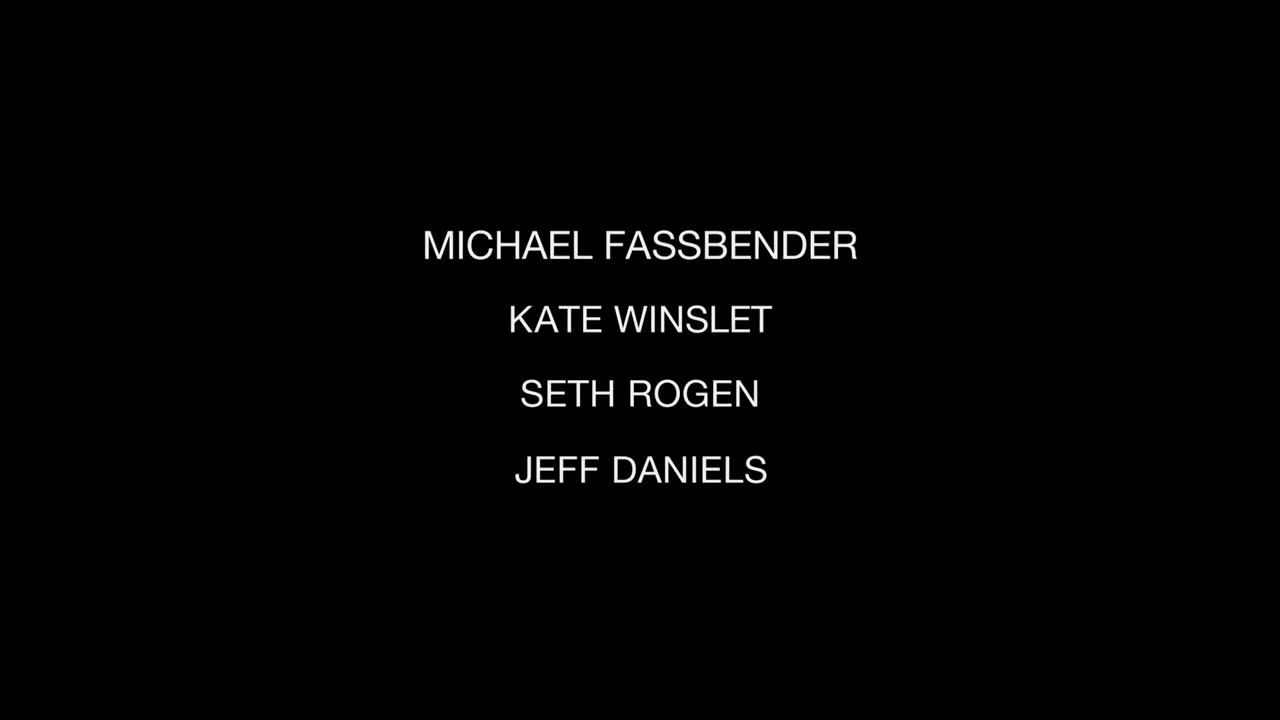 MICHAEL FASSBENDER
KATE WINSLET
SETH ROGEN
JEFF DANIELS